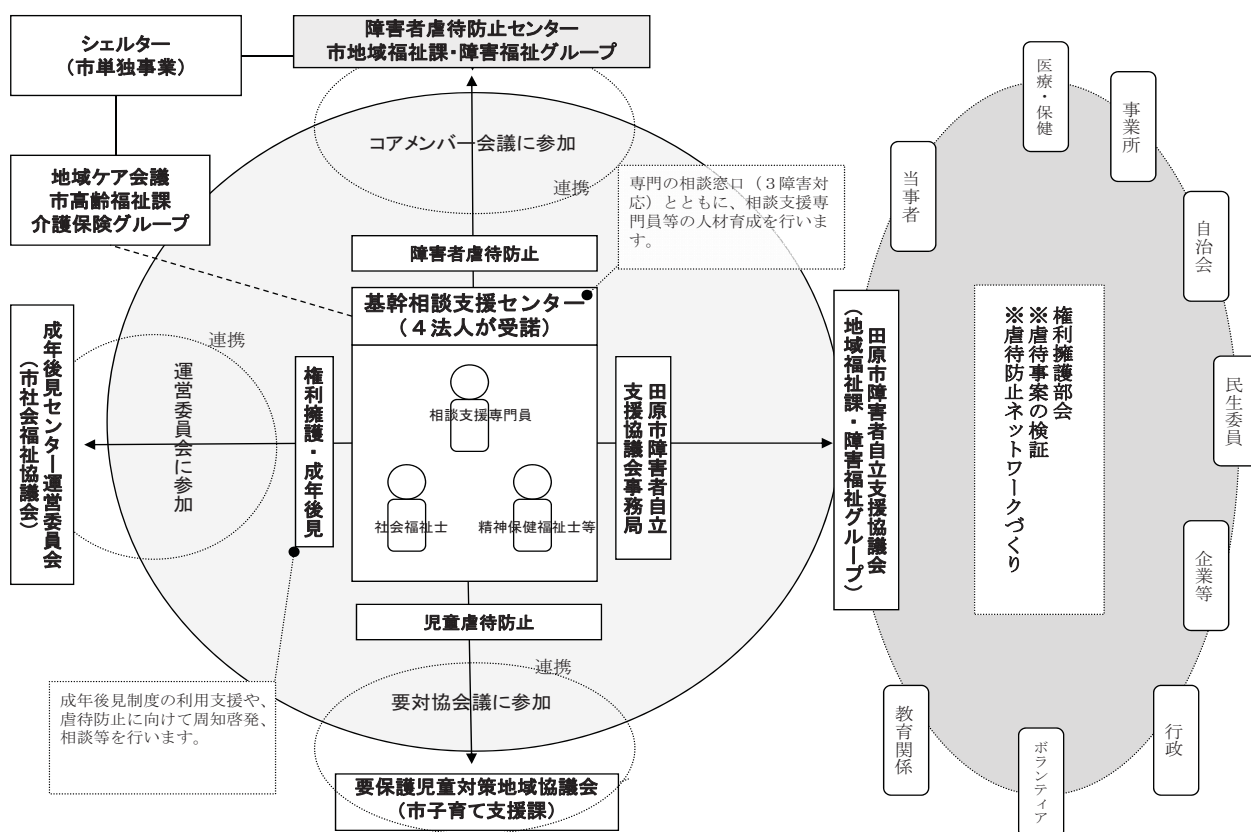 障害者虐待防止センター
市地域福祉課・障害福祉グループ
シェルター
（市単独事業）
コアメンバー会議に参加
連携
地域ケア会議
市高齢福祉課
介護保険グループ
専門の相談窓口（３障害対
応）とともに、相談支援専
門員等の人材育成を行いま
す。
障害者虐待防止
基幹相談支援センター
（４法人が受諾）
相談支援専門員
社会福祉士
精神保健福祉士等
連携
運営委員会に参加
成年後見センター運営委員会
（市社会福祉協議会）
権利擁護・成年後見
田原市障害者自立
支援協議会事務局
田原市障害者自立支援協議会
（地域福祉課・障害福祉グループ）
児童虐待防止
連携
要対協会議に参加
要保護児童対策地域協議会
（市子育て支援課）
成年後見制度の利用支援や、
虐待防止に向けて周知啓発、
相談等を行います。
権利擁護部会
※虐待事案の検証
※虐待防止ネットワークづくり
当事者
医療・保健
事業所
自治会
民生委員
企業等
行政
ボランティア
教育関係